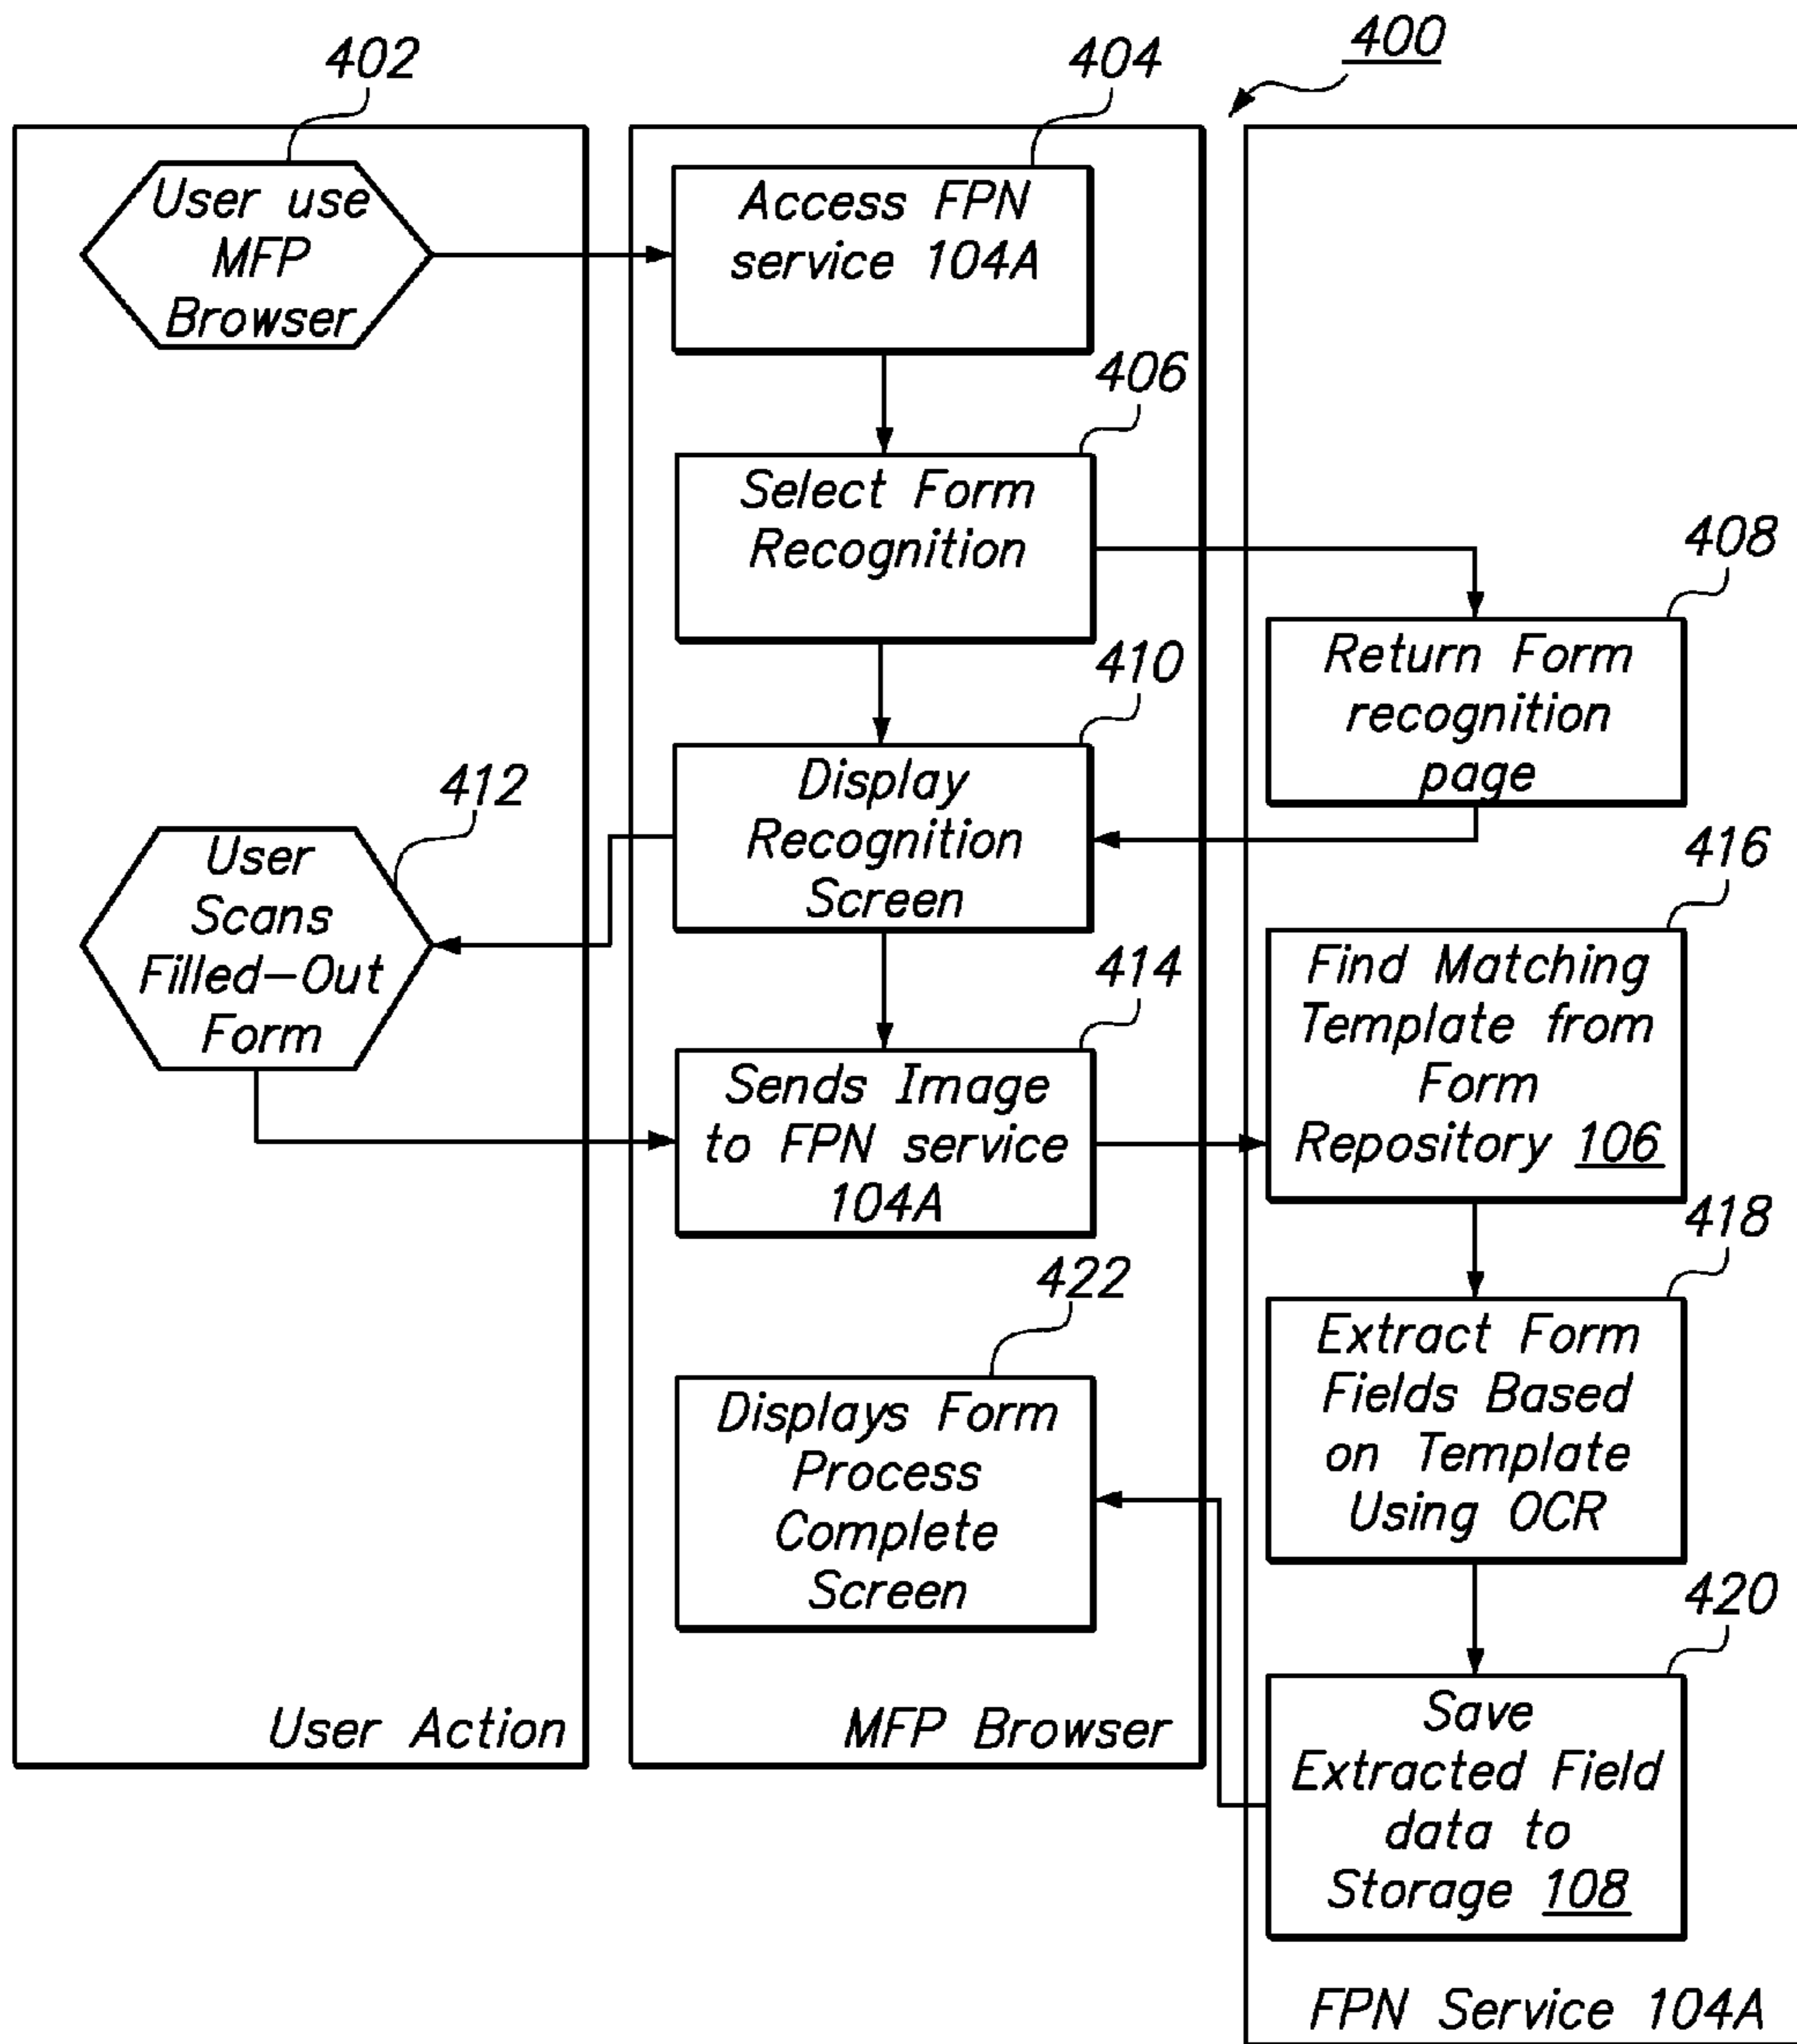 400
402
User use
MFP
Browser
404
Access FPN
service 104A
406
Select Form
Recognition
408
Return Form
recognition
page
410
Display
Recognition
Screen
412
User
Scans
Filled-Out
Form
414
Sends Image
to FPN service
104A
416
Find Matching
Template from
Form
Repository 106
418
Extract Form
Fields Based
on Template
Using OCR
420
Save
Extracted Field
data to
Storage 108
422
Displays Form
Process
Complete
Screen
User Action
MFP Browser
FPN Service 104A